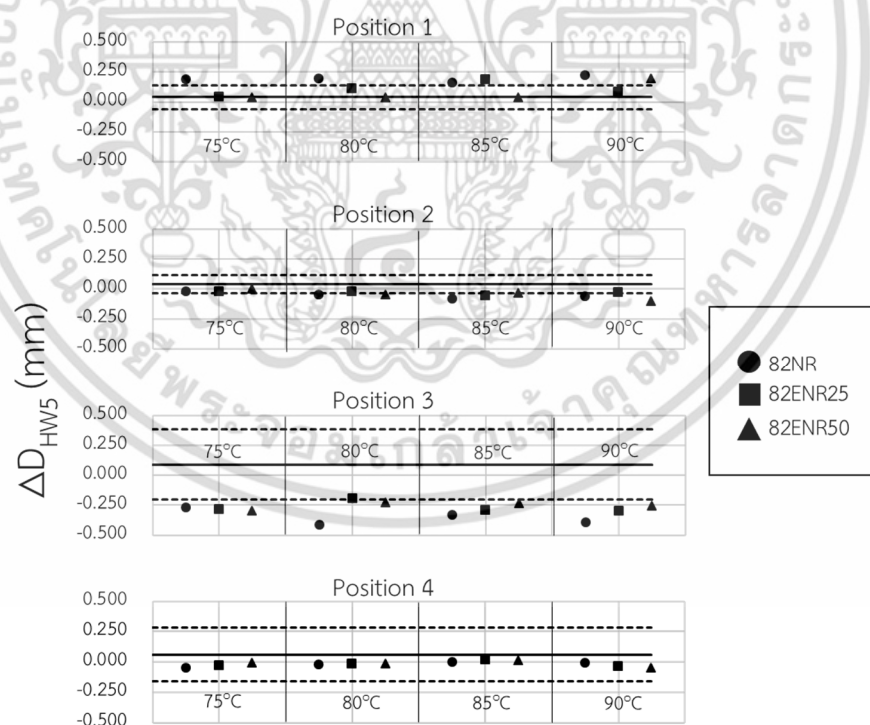 Position 1
0.500
0.250
0.000
-0.250
-0.500
75°C 80°C 85°C 90°C
Position 2
0.500
0.250
0.000
-0.250
-0.500
75°C 80°C 85°C 90°C
Position 3
0.500
0.250
0.000
-0.250
-0.500
75°C 80°C 85°C 90°C
Position 4
0.500
0.250
0.000
-0.250
-0.500
75°C 80°C 85°C 90°C
ΔD_HW5 (mm)
82NR
82ENR25
82ENR50